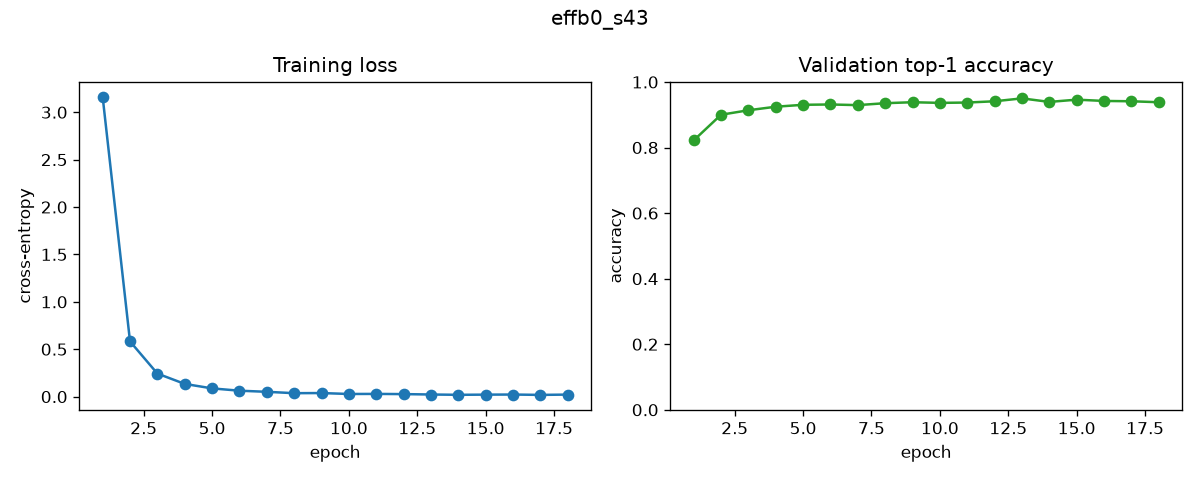 effb0_s43
Training loss
cross-entropy
3.0
2.5
2.0
1.5
1.0
0.5
0.0
2.5 5.0 7.5 10.0 12.5 15.0 17.5
epoch
Validation top-1 accuracy
accuracy
1.0
0.8
0.6
0.4
0.2
0.0
2.5 5.0 7.5 10.0 12.5 15.0 17.5
epoch